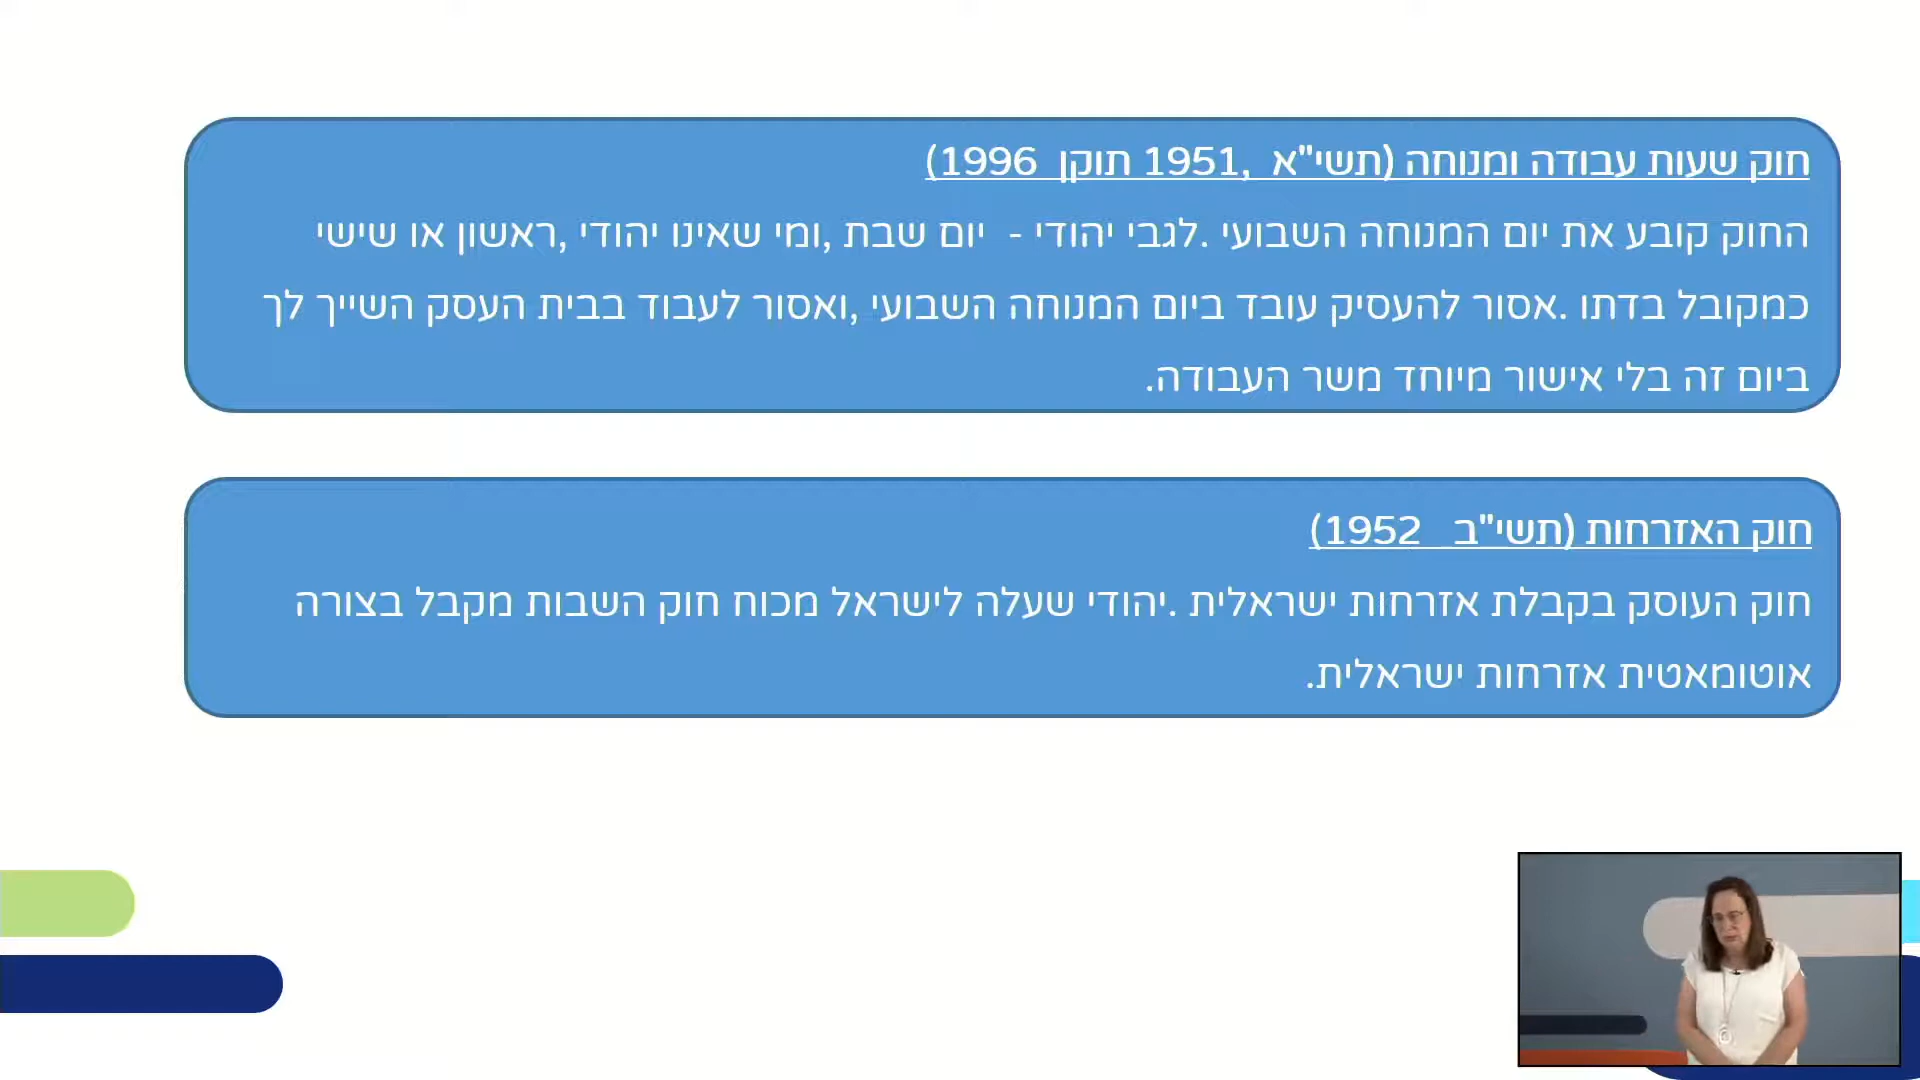 חוק שעות עבודה ומנוחה (תשי"א ,1951 תוקן 1996)
החוק קובע את יום המנוחה השבועי .לגבי יהודי - יום שבת ,ומי שאינו יהודי ,ראשון או שישי
כמקובל בדתו .אסור להעסיק עובד ביום המנוחה השבועי ,ואסור לעבוד בבית העסק השייך לך
ביום זה בלי אישור מיוחד משר העבודה.
חוק האזרחות (תשי"ב 1952)
חוק העוסק בקבלת אזרחות ישראלית .יהודי שעלה לישראל מכוח חוק השבות מקבל בצורה
אוטומאטית אזרחות ישראלית.